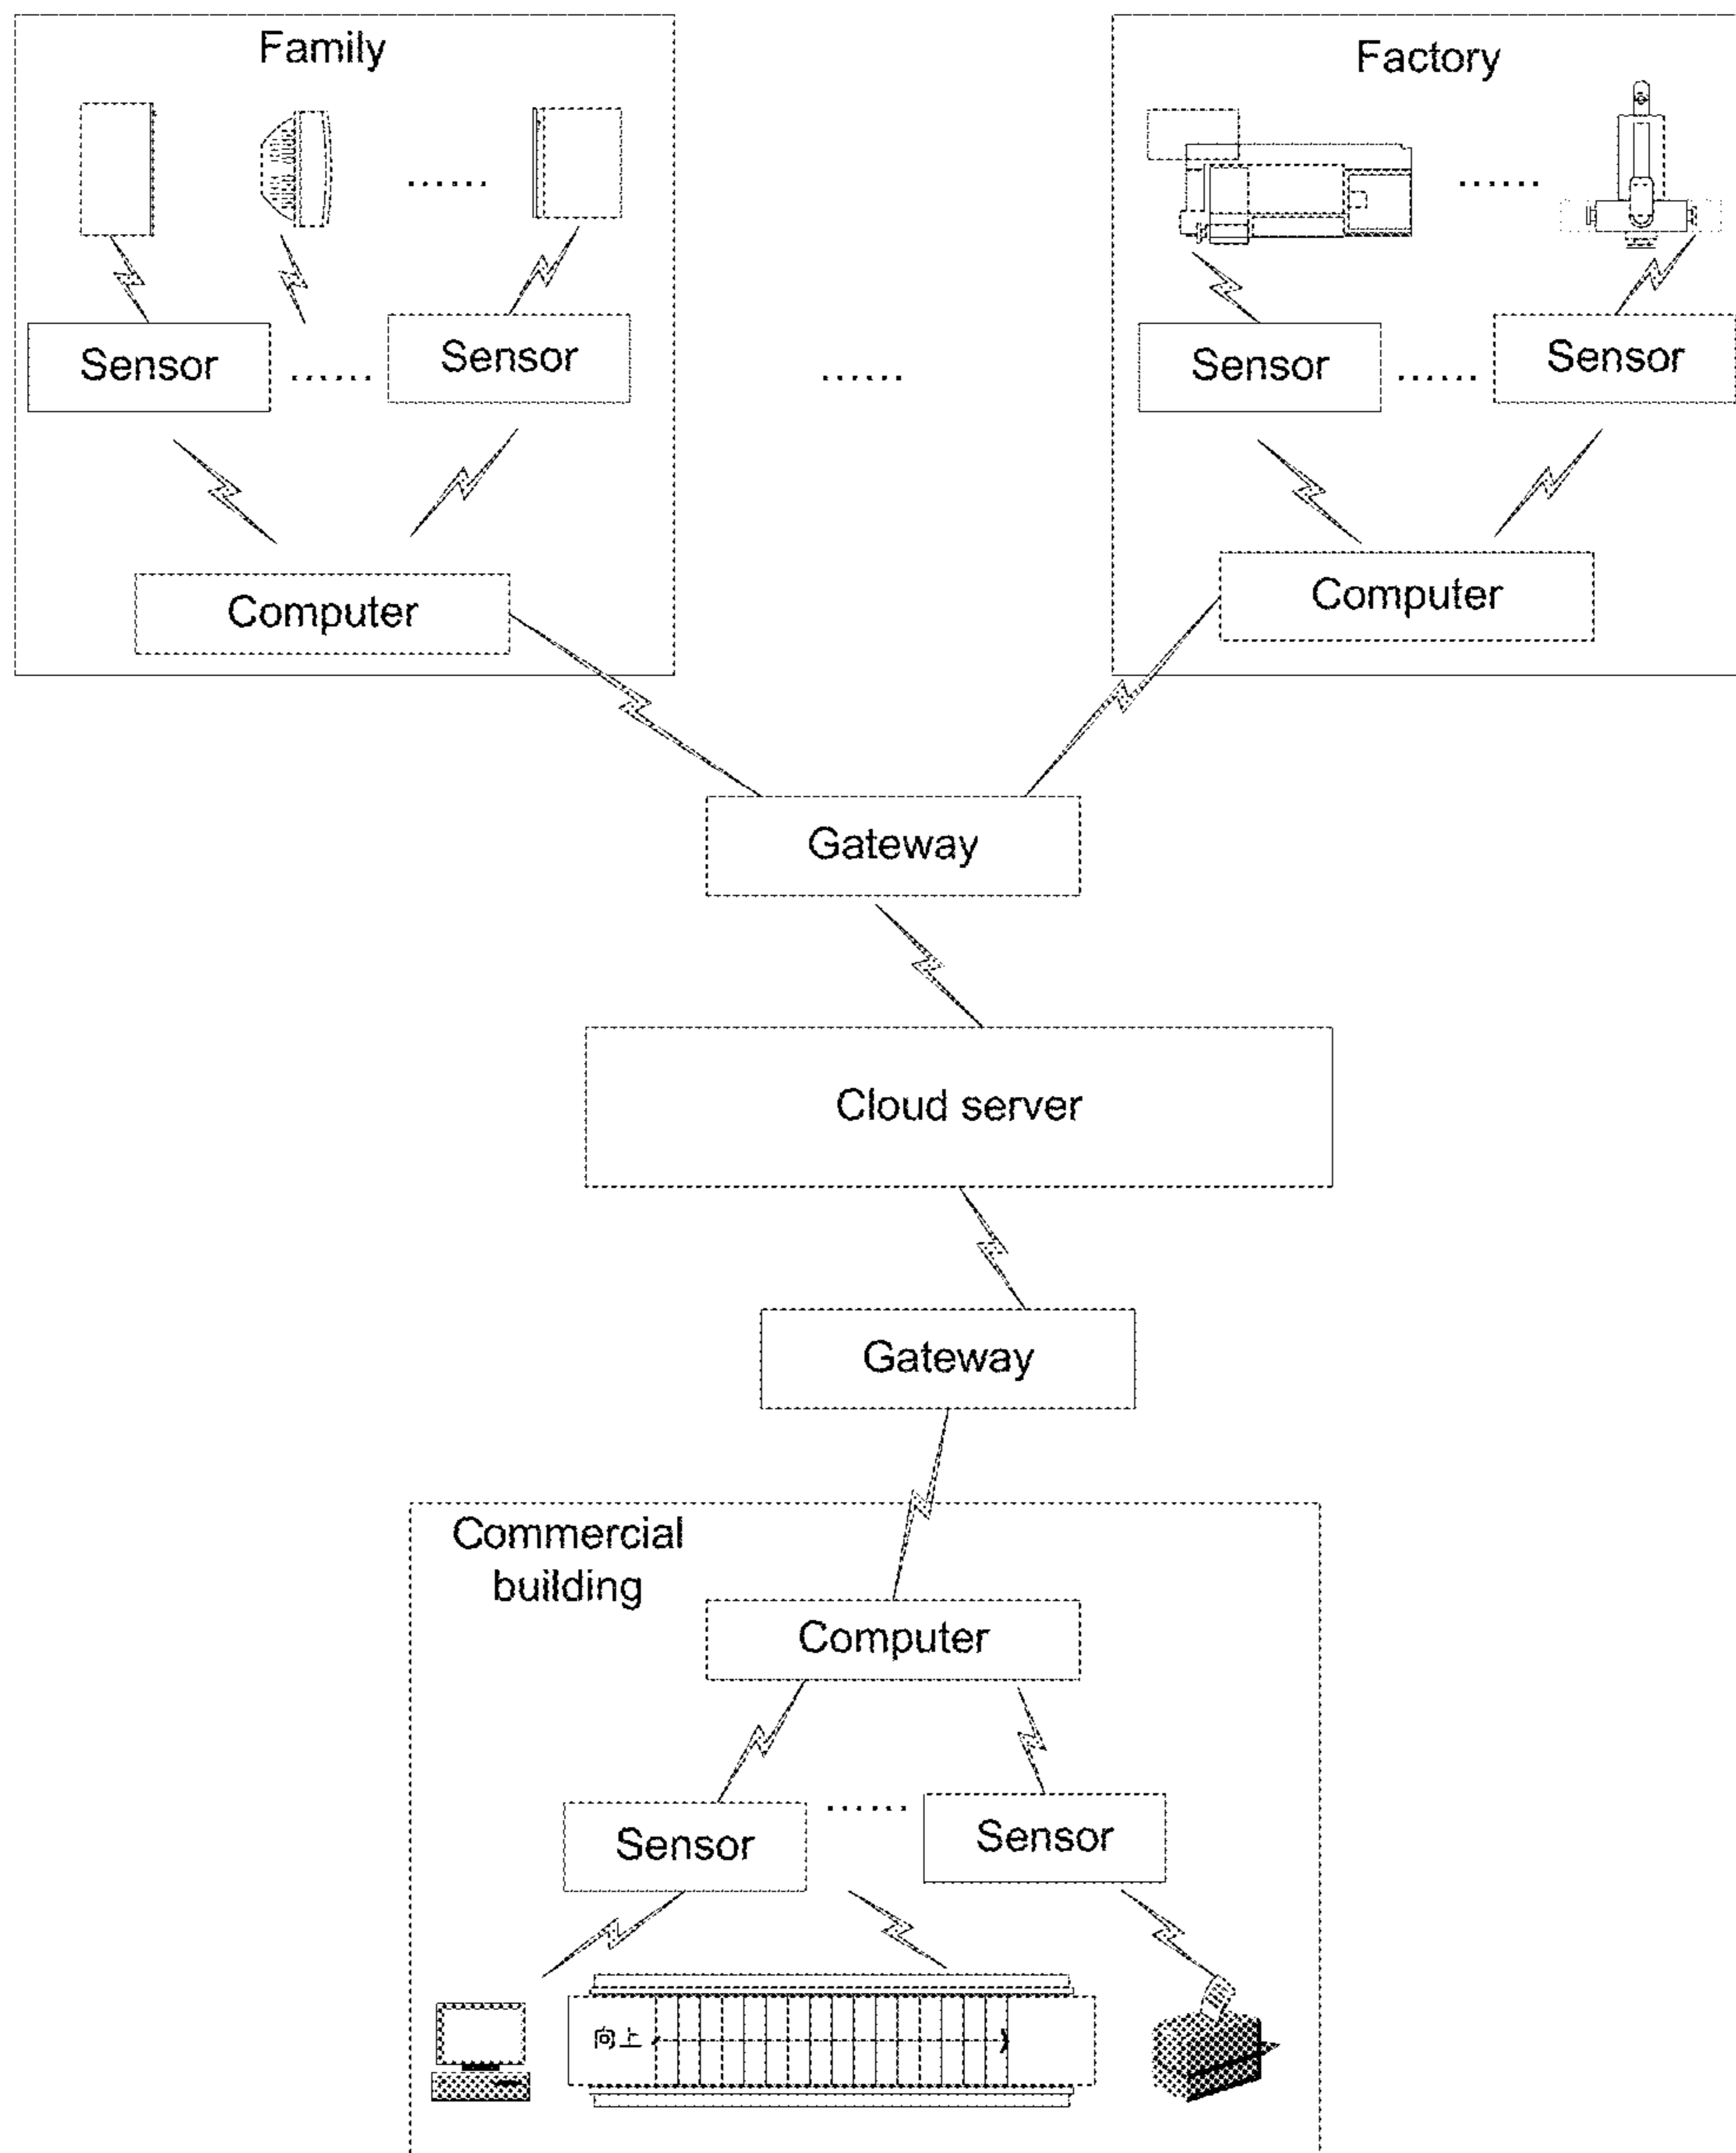 Family
Factory
......
......
Sensor
......
Sensor
......
Sensor
......
Sensor
Computer
Computer
Gateway
Cloud server
Gateway
Commercial
building
Computer
Sensor
......
Sensor
向上